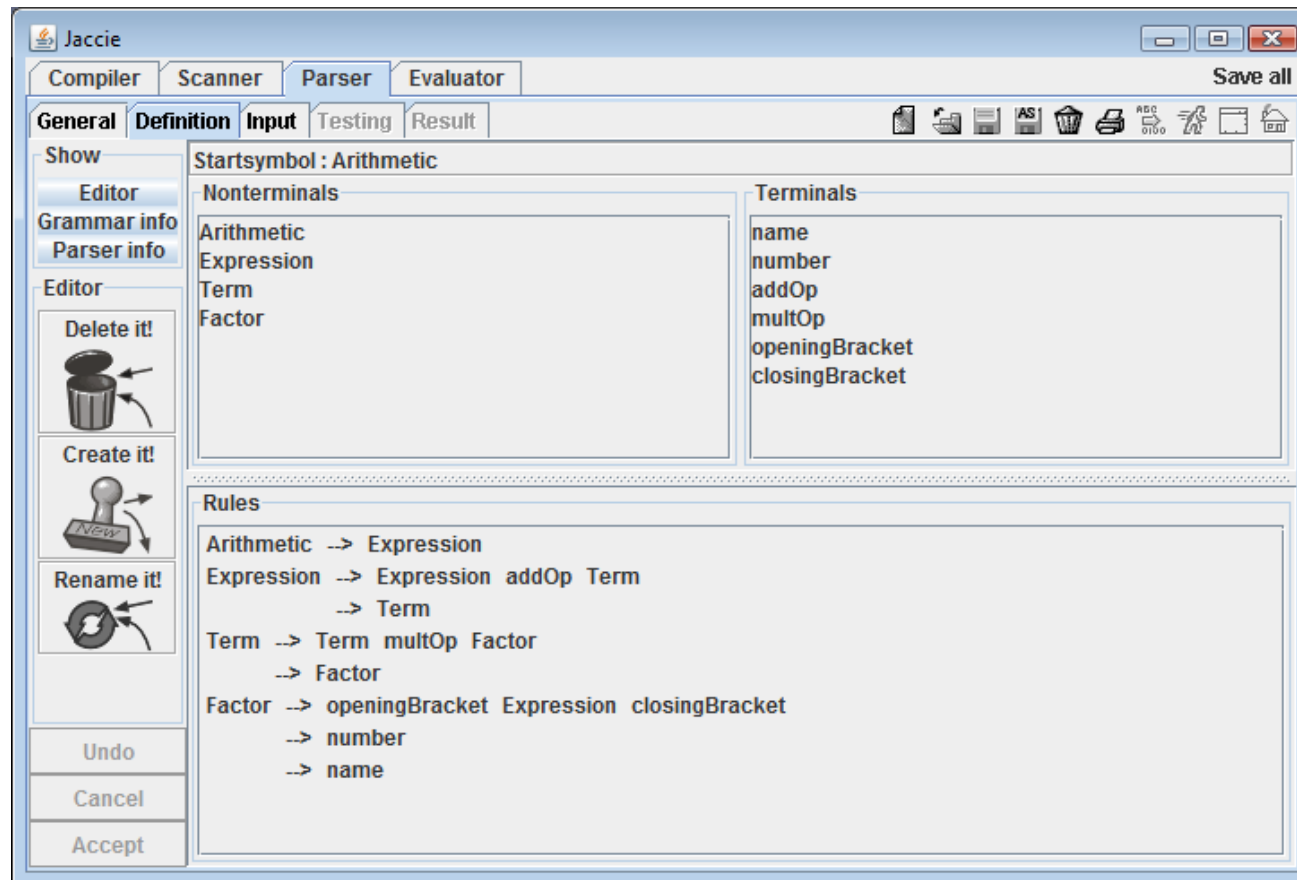 Jaccie
Compiler Scanner Parser Evaluator Save all
General Definition Input Testing Result AS ABC 0100
Show
Editor
Grammar info
Parser info
Editor
Delete it!
Create it!
New
Rename it!
Undo
Cancel
Accept
Startsymbol : Arithmetic
Nonterminals
Arithmetic
Expression
Term
Factor
Terminals
name
number
addOp
multOp
openingBracket
closingBracket
Rules
Arithmetic --> Expression
Expression --> Expression addOp Term
--> Term
Term --> Term multOp Factor
--> Factor
Factor --> openingBracket Expression closingBracket
--> number
--> name